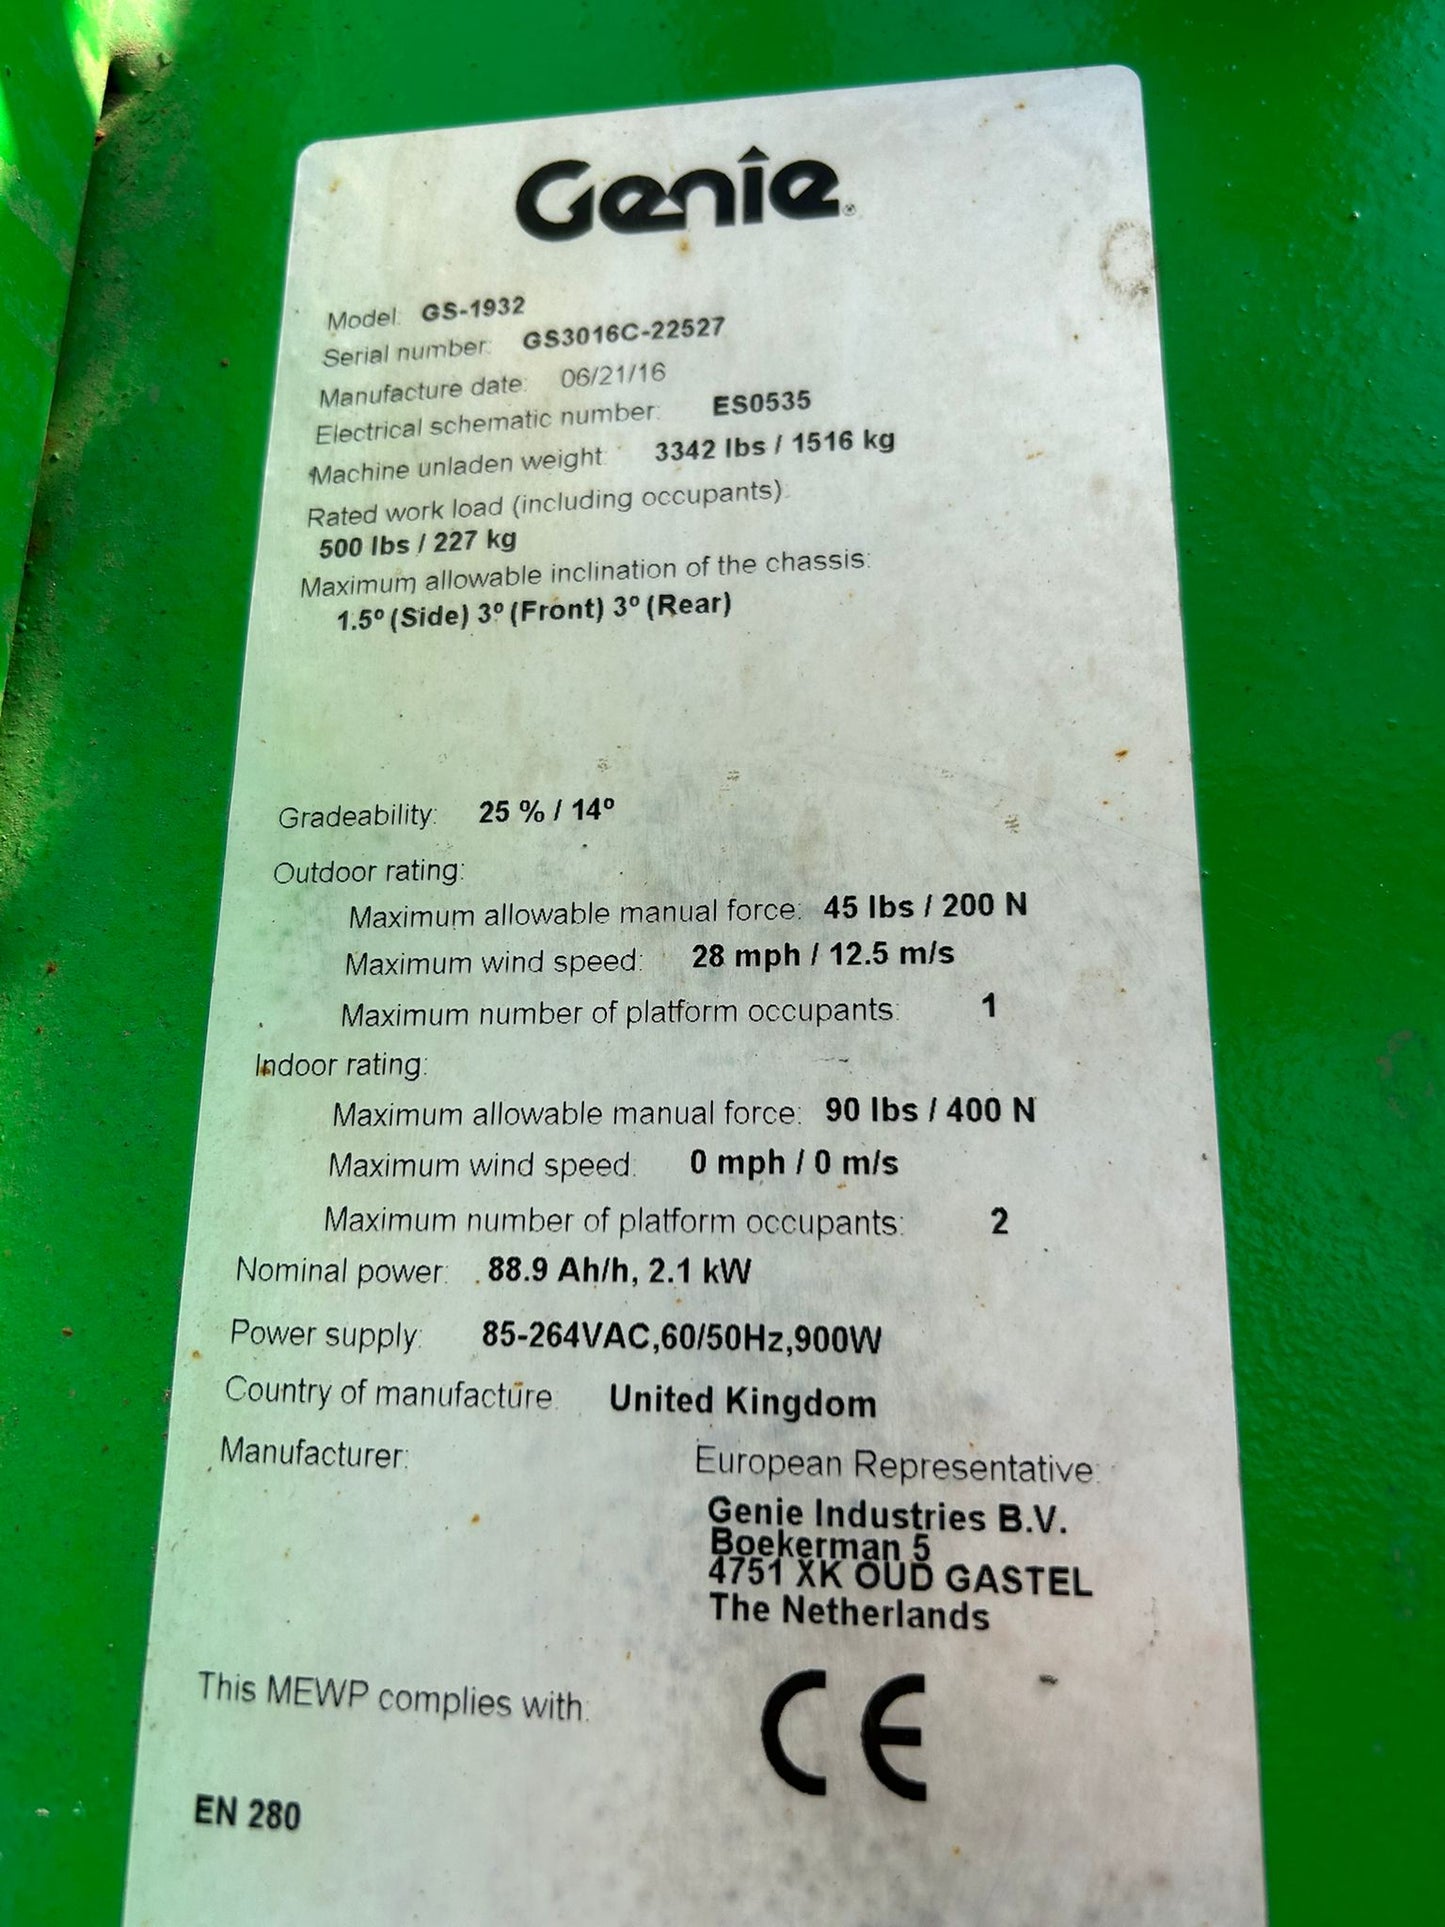 Genie®
Model: GS-1932
Serial number: GS3016C-22527
Manufacture date: 06/21/16
Electrical schematic number: ES0535
Machine unladen weight: 3342 lbs / 1516 kg
Rated work load (including occupants):
500 lbs / 227 kg
Maximum allowable inclination of the chassis:
1.5º (Side) 3º (Front) 3º (Rear)
Gradeability: 25 % / 14º
Outdoor rating:
Maximum allowable manual force: 45 lbs / 200 N
Maximum wind speed: 28 mph / 12.5 m/s
Maximum number of platform occupants: 1
Indoor rating:
Maximum allowable manual force: 90 lbs / 400 N
Maximum wind speed: 0 mph / 0 m/s
Maximum number of platform occupants: 2
Nominal power: 88.9 Ah/h, 2.1 kW
Power supply: 85-264VAC,60/50Hz,900W
Country of manufacture: United Kingdom
Manufacturer: European Representative:
Genie Industries B.V.
Boekerman 5
4751 XK OUD GASTEL
The Netherlands
This MEWP complies with:
CE
EN 280